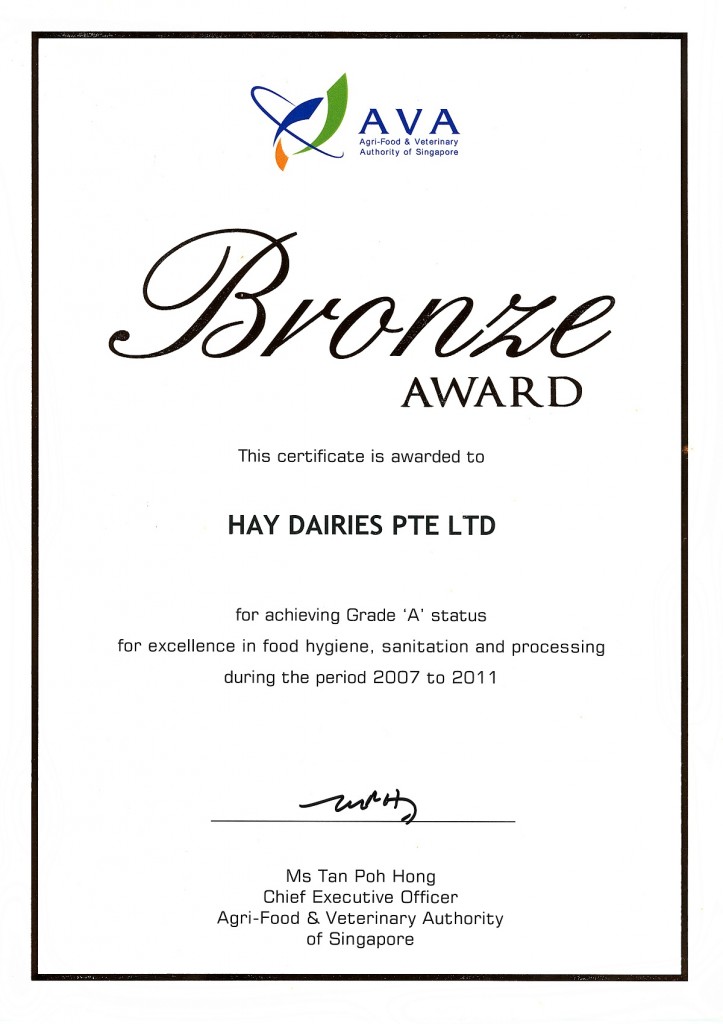 AVA
Agri-Food & Veterinary
Authority of Singapore
Bronze
AWARD
This certificate is awarded to
HAY DAIRIES PTE LTD
for achieving Grade ‘A’ status
for excellence in food hygiene, sanitation and processing
during the period 2007 to 2011
Ms Tan Poh Hong
Chief Executive Officer
Agri-Food & Veterinary Authority
of Singapore